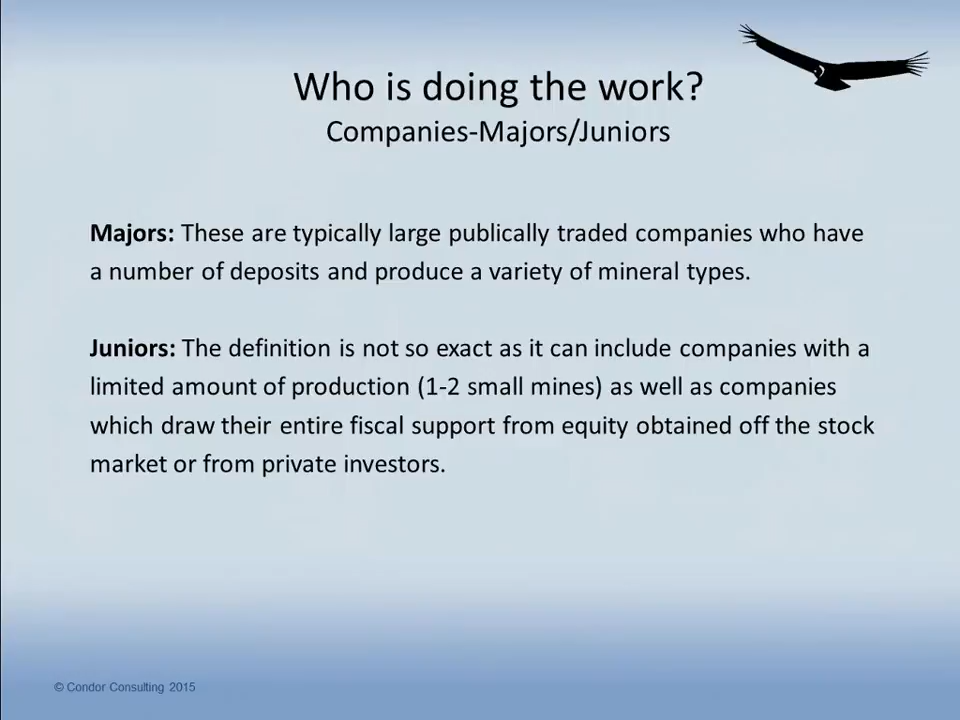 Who is doing the work?
Companies-Majors/Juniors
Majors: These are typically large publically traded companies who have
a number of deposits and produce a variety of mineral types.
Juniors: The definition is not so exact as it can include companies with a
limited amount of production (1-2 small mines) as well as companies
which draw their entire fiscal support from equity obtained off the stock
market or from private investors.
© Condor Consulting 2015